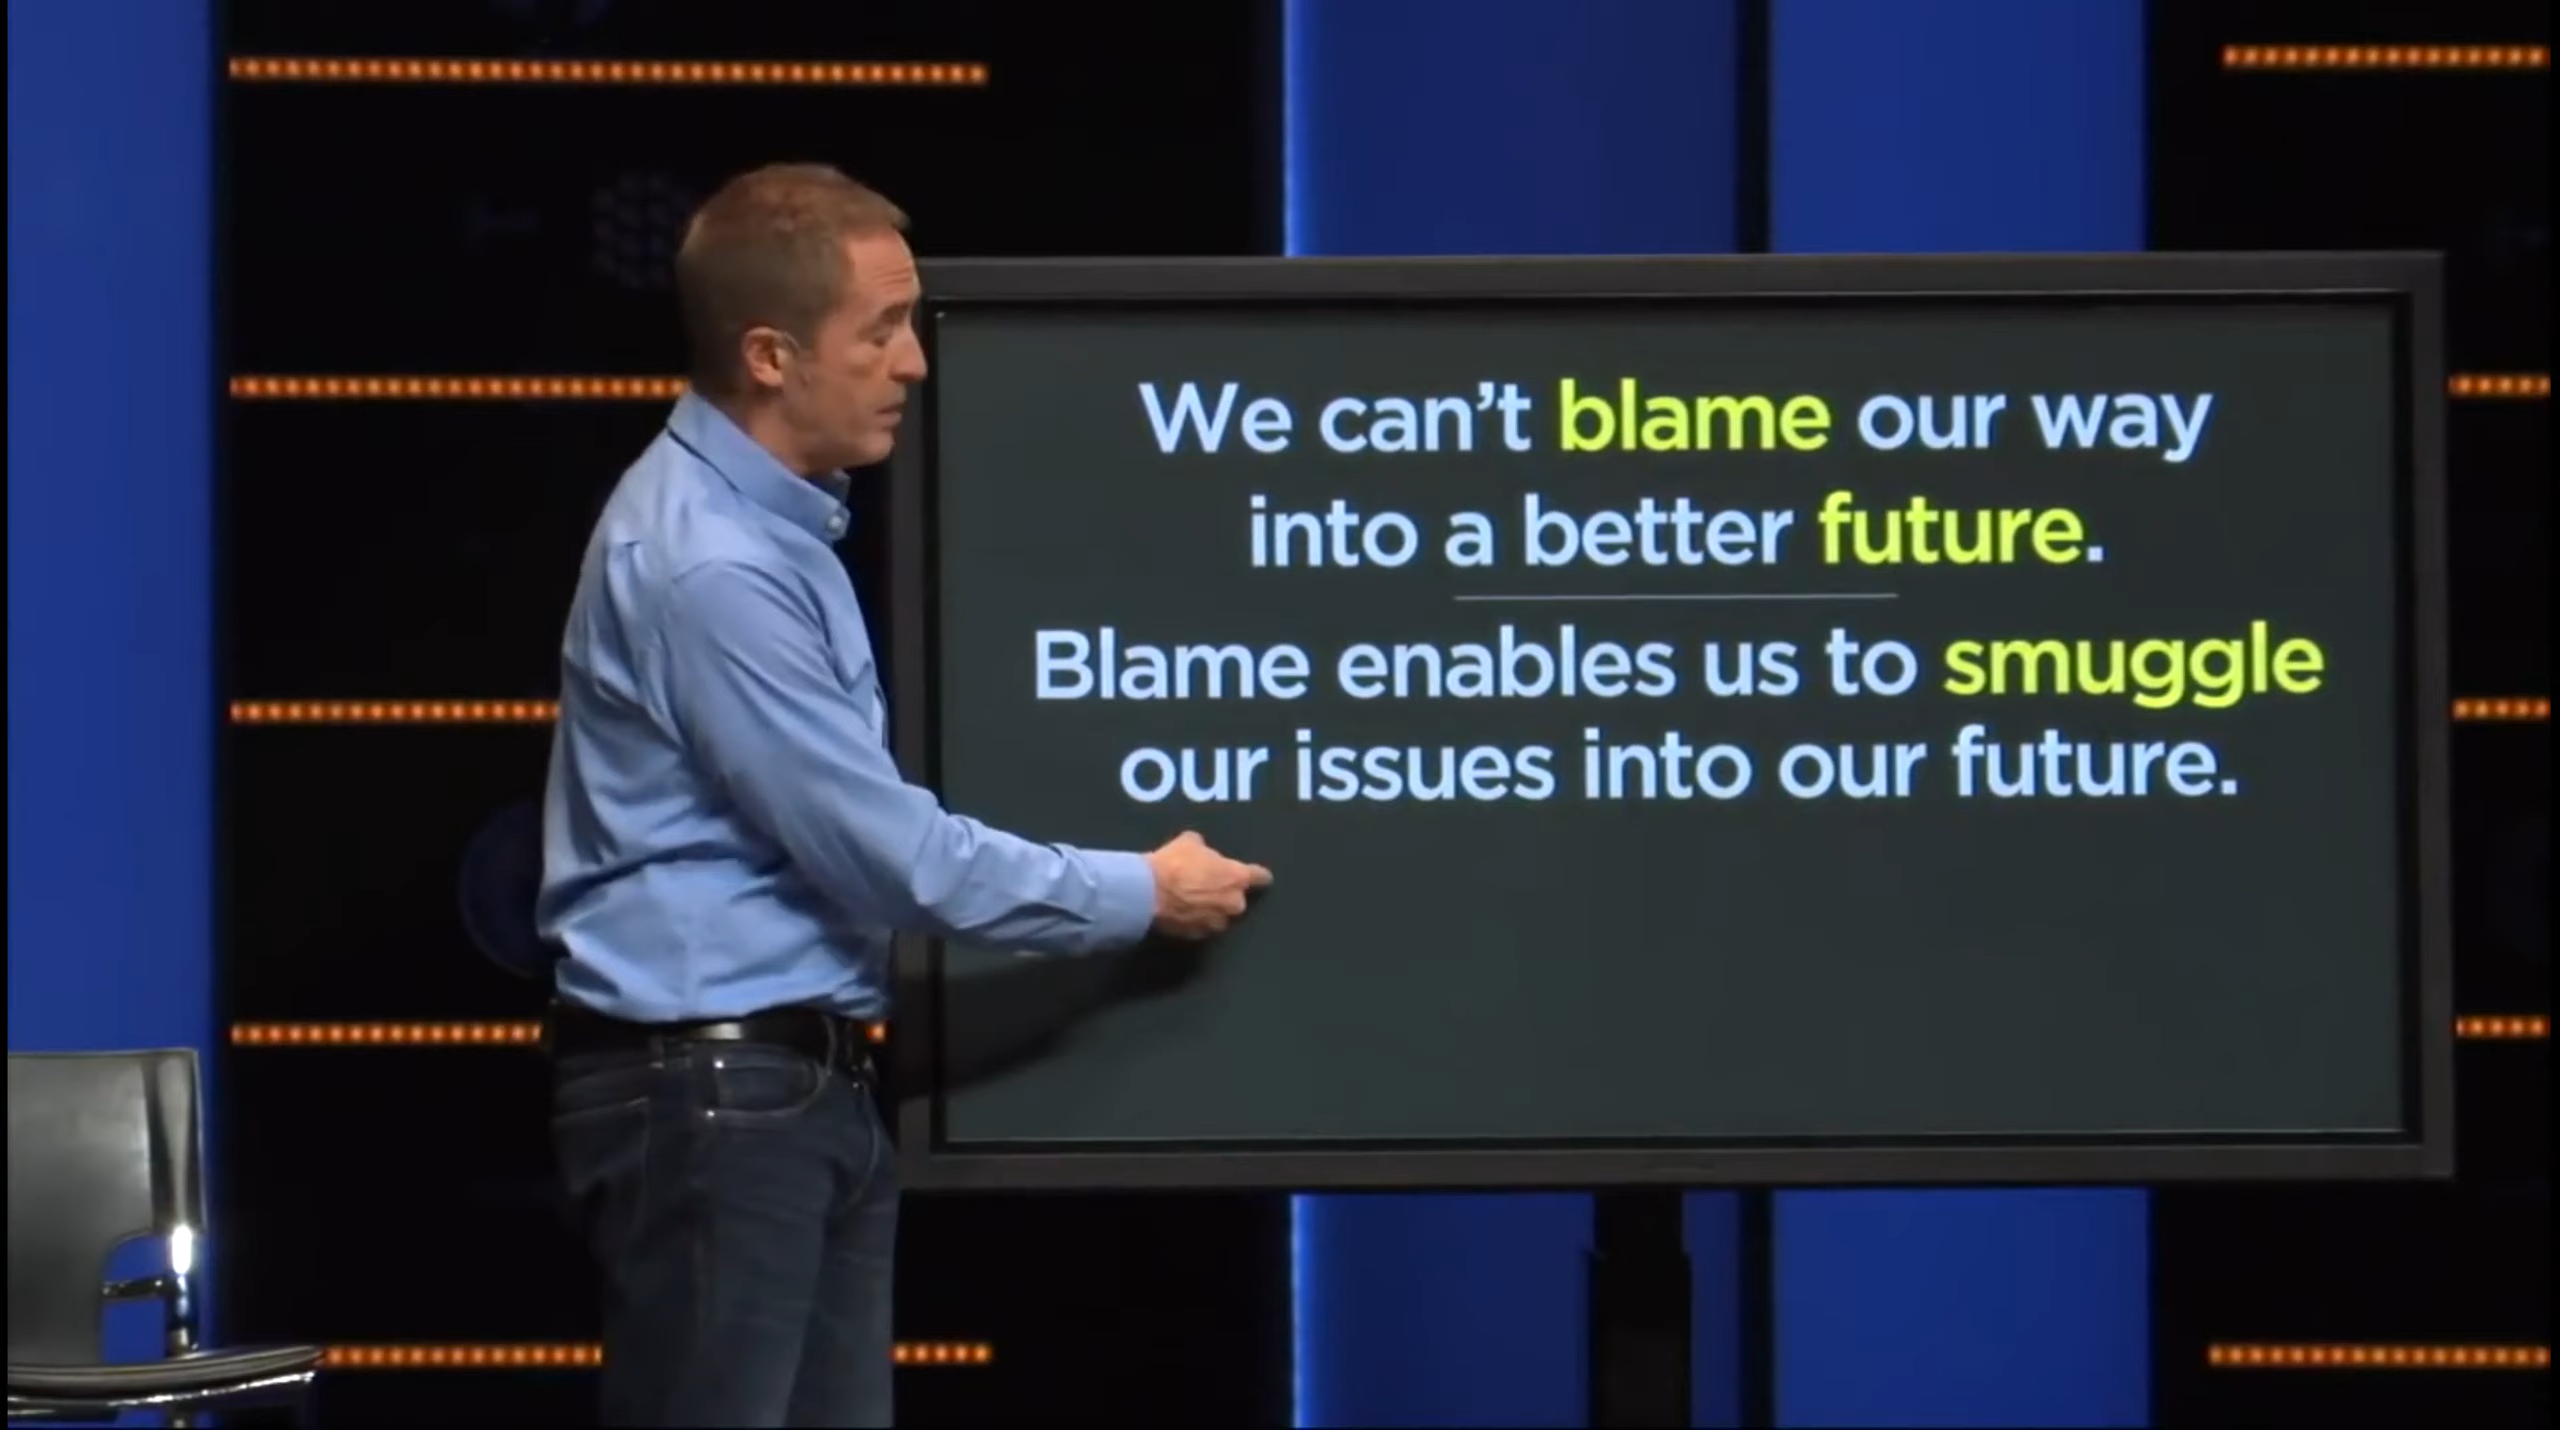 We can’t blame our way
into a better future.
Blame enables us to smuggle
our issues into our future.